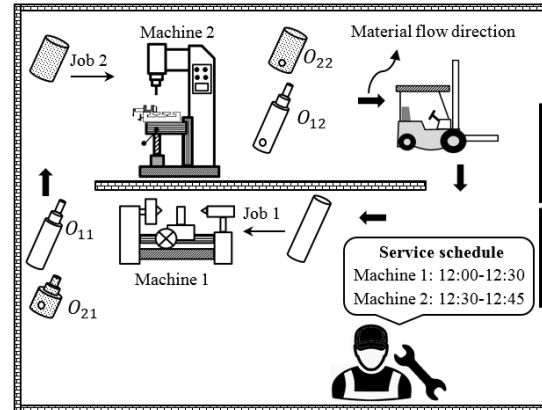 Machine 2
Material flow direction
Job 2
O22
O12
O11
O21
Job 1
Machine 1
Service schedule
Machine 1: 12:00-12:30
Machine 2: 12:30-12:45